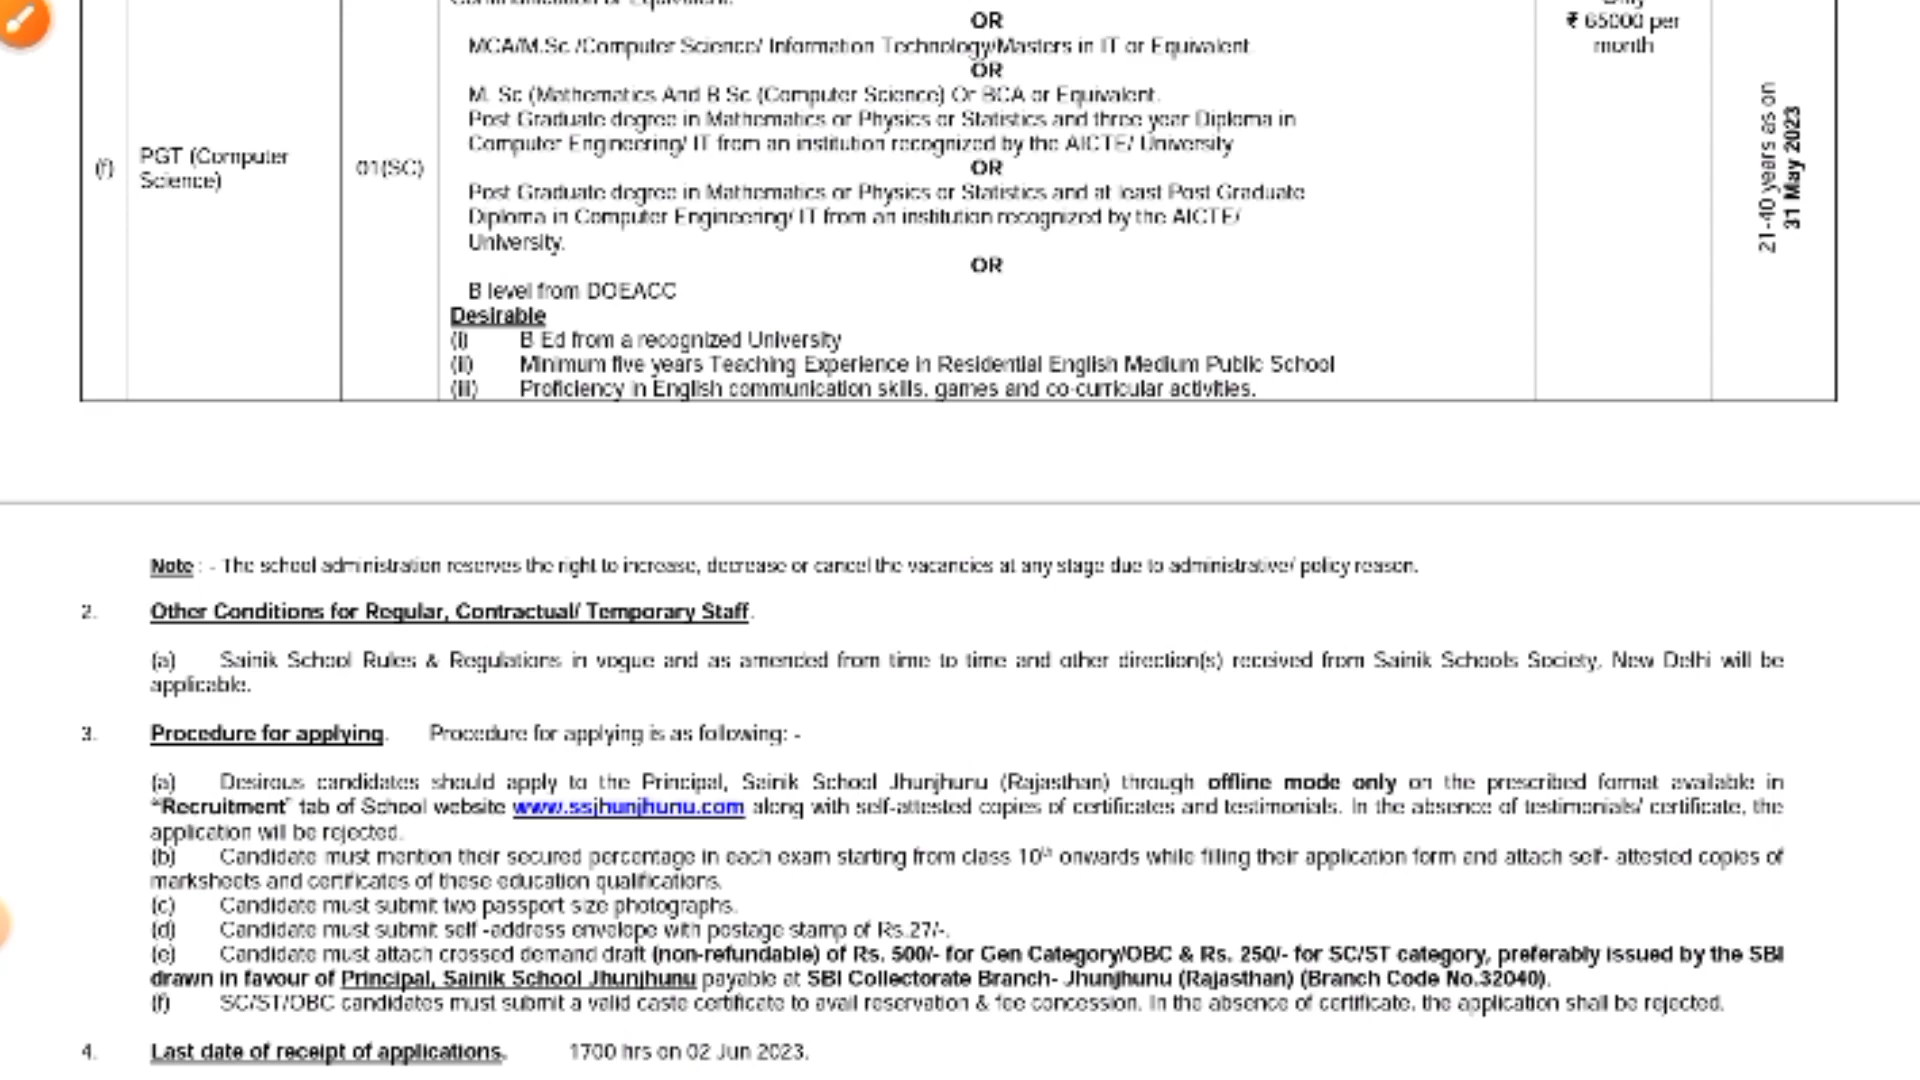 OR
MCA/M.Sc /Computer Science/ Information Technology/Masters in IT or Equivalent
OR
M. Sc (Mathematics And B Sc (Computer Science) Or BCA or Equivalent.
Post Graduate degree in Mathematics or Physics or Statistics and three year Diploma in
Computer Engineering/ IT from an institution recognized by the AICTE/ University
OR
Post Graduate degree in Mathematics or Physics or Statistics and at least Post Graduate
Diploma in Computer Engineering/ IT from an institution recognized by the AICTE/
University.
OR
B level from DOEACC
Desirable
(i) B Ed from a recognized University
(ii) Minimum five years Teaching Experience in Residential English Medium Public School
(iii) Proficiency in English communication skills, games and co-curricular activities.
(f)
PGT (Computer
Science)
01(SC)
₹ 65000 per
month
21-40 years as on
31 May 2023
Note : - The school administration reserves the right to increase, decrease or cancel the vacancies at any stage due to administrative/ policy reason.
2. Other Conditions for Regular, Contractual/ Temporary Staff.
(a) Sainik School Rules & Regulations in vogue and as amended from time to time and other direction(s) received from Sainik Schools Society, New Delhi will be
applicable.
3. Procedure for applying. Procedure for applying is as following: -
(a) Desirous candidates should apply to the Principal, Sainik School Jhunjhunu (Rajasthan) through offline mode only on the prescribed format available in
“Recruitment” tab of School website www.ssjhunjhunu.com along with self-attested copies of certificates and testimonials. In the absence of testimonials/ certificate, the
application will be rejected.
(b) Candidate must mention their secured percentage in each exam starting from class 10th onwards while filling their application form and attach self- attested copies of
marksheets and certificates of these education qualifications.
(c) Candidate must submit two passport size photographs.
(d) Candidate must submit self -address envelope with postage stamp of Rs.27/-.
(e) Candidate must attach crossed demand draft (non-refundable) of Rs. 500/- for Gen Category/OBC & Rs. 250/- for SC/ST category, preferably issued by the SBI
drawn in favour of Principal, Sainik School Jhunjhunu payable at SBI Collectorate Branch- Jhunjhunu (Rajasthan) (Branch Code No.32040).
(f) SC/ST/OBC candidates must submit a valid caste certificate to avail reservation & fee concession. In the absence of certificate, the application shall be rejected.
4. Last date of receipt of applications. 1700 hrs on 02 Jun 2023.